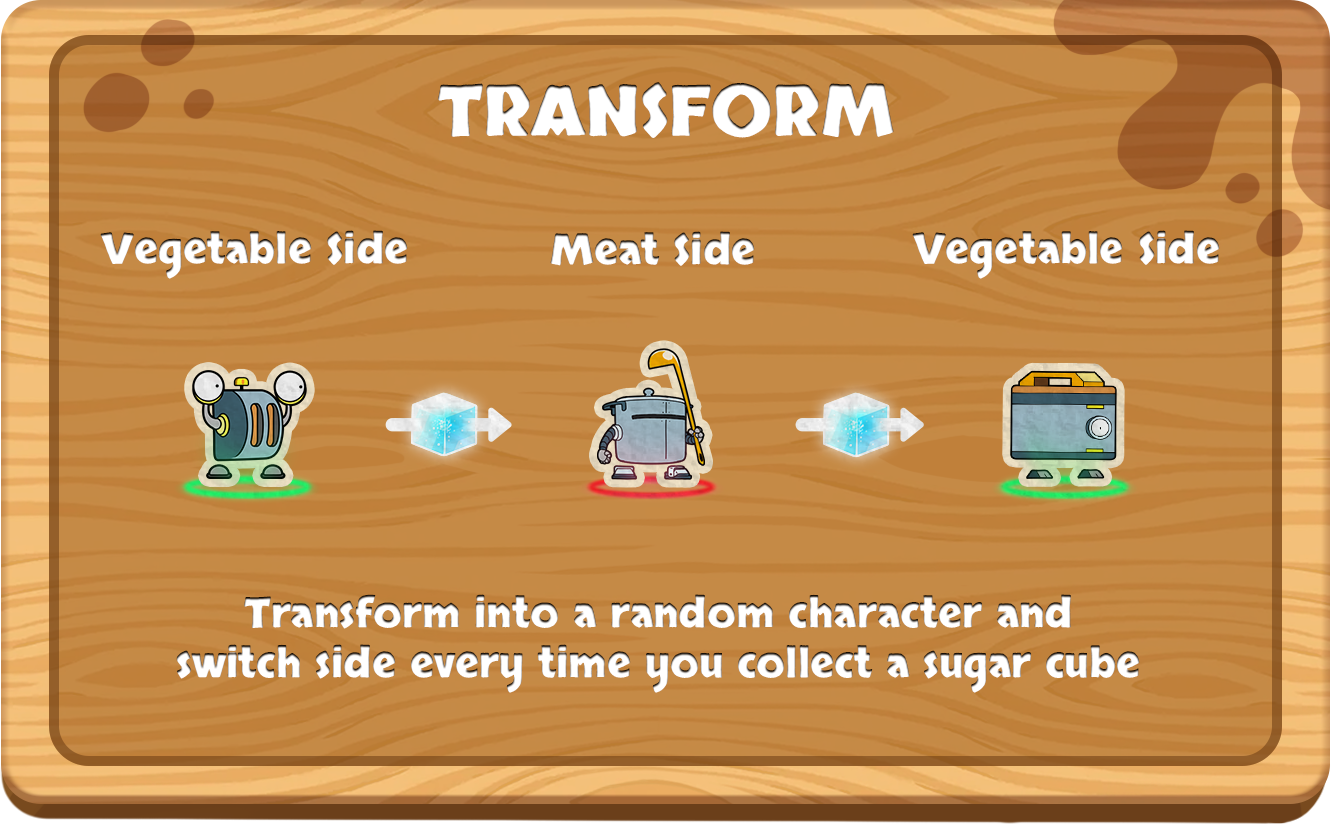 TRANSFORM
Vegetable Side
Meat Side
Vegetable Side
Transform into a random character and
switch side every time you collect a sugar cube